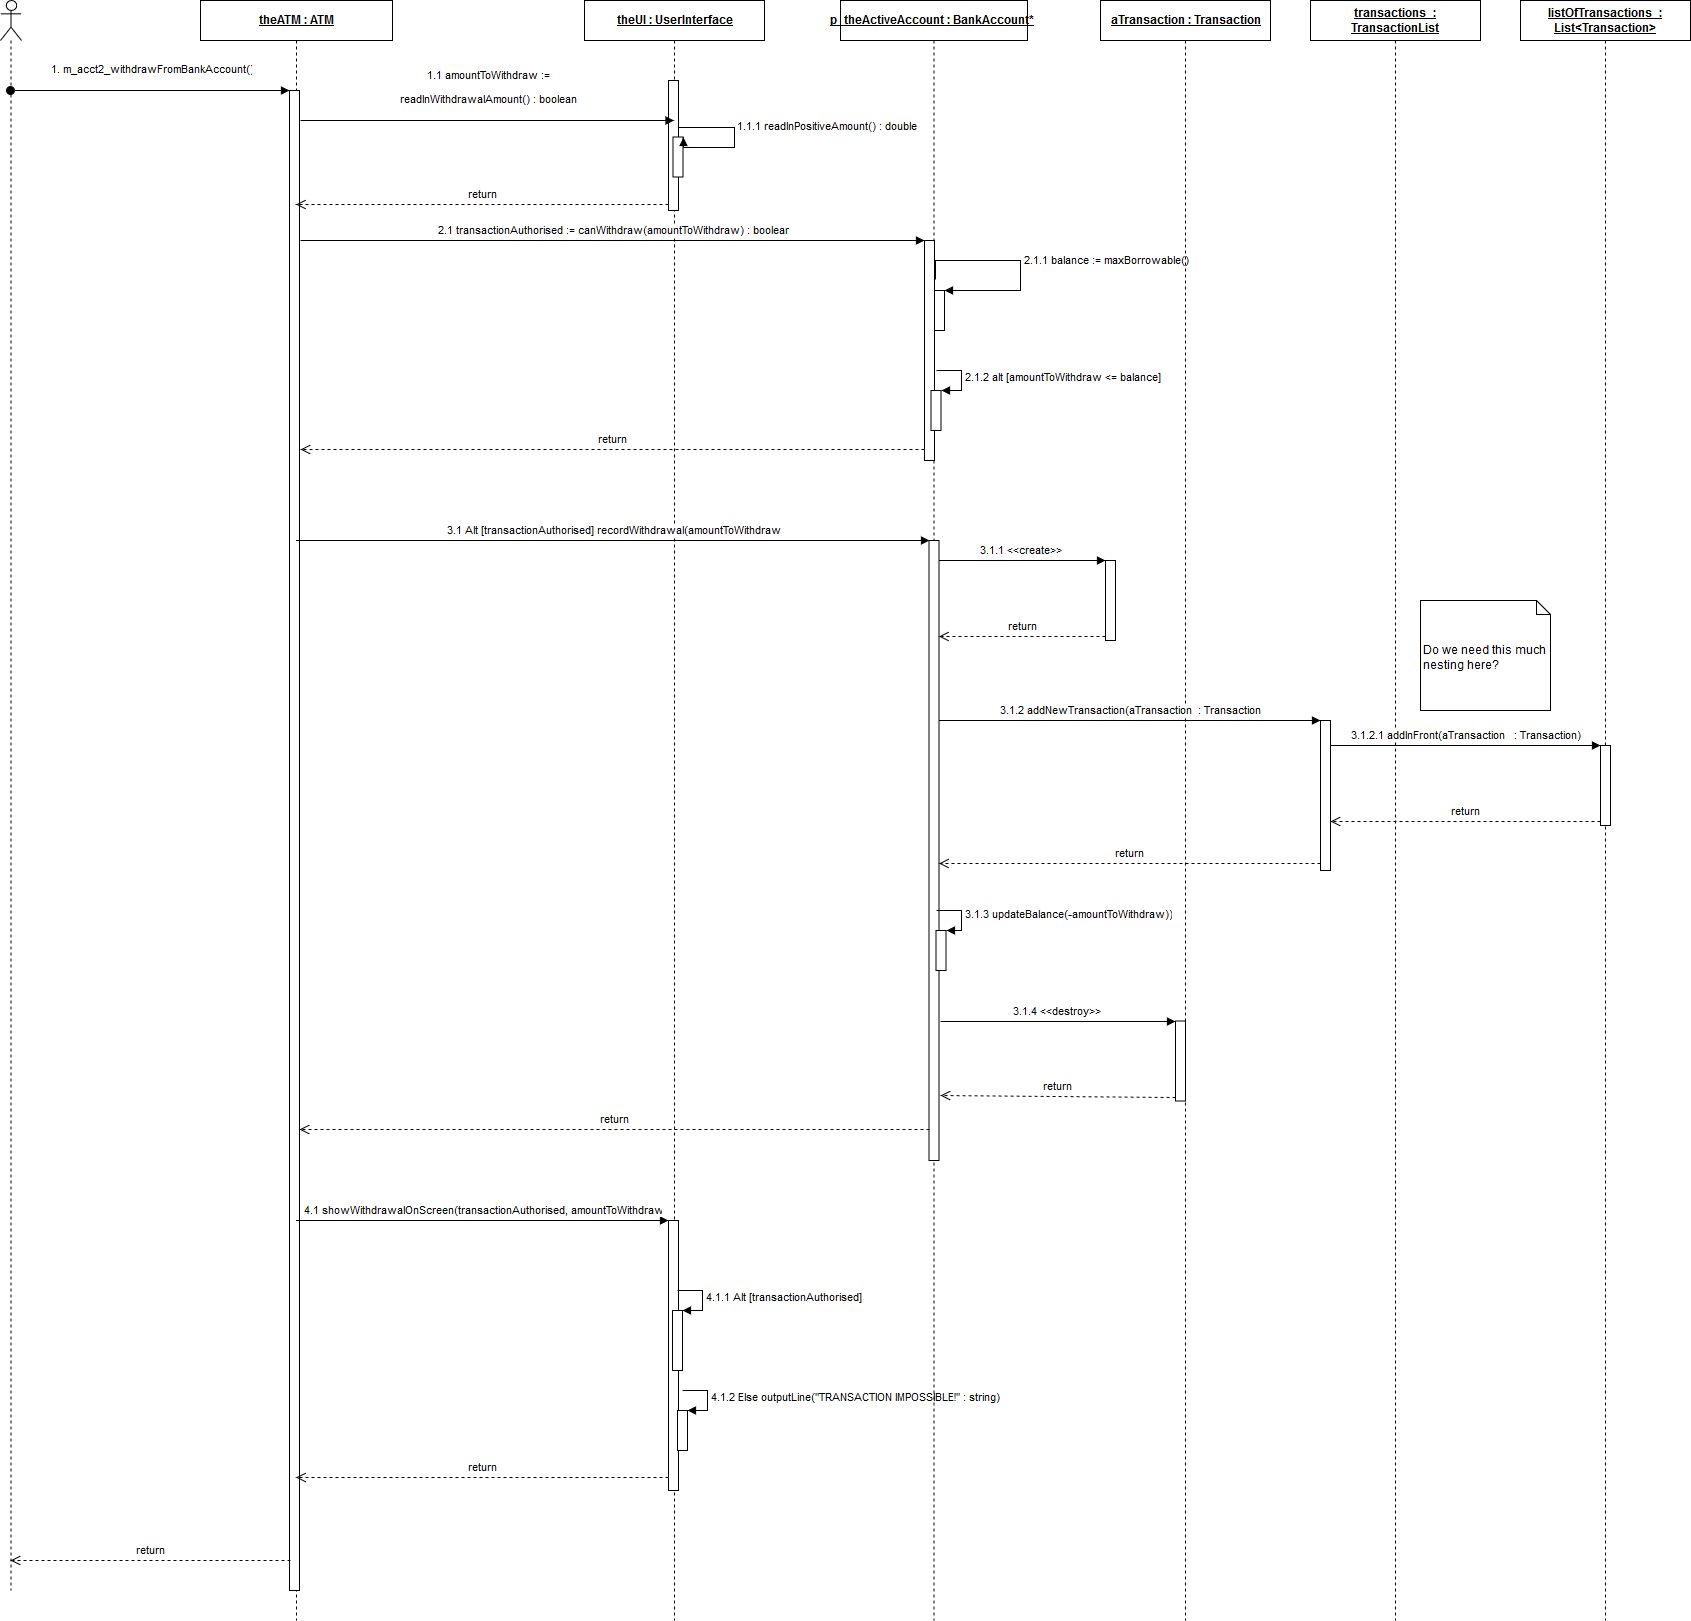 theATM : ATM
theUI : UserInterface
p_theActiveAccount : BankAccount*
aTransaction : Transaction
transactions :
TransactionList
listOfTransactions :
List<Transaction>
1. m_acct2_withdrawFromBankAccount()
1.1 amountToWithdraw :=
readInWithdrawalAmount() : boolean
1.1.1 readInPositiveAmount() : double
return
2.1 transactionAuthorised := canWithdraw(amountToWithdraw) : boolear
2.1.1 balance := maxBorrowable()
2.1.2 alt [amountToWithdraw <= balance]
return
3.1 Alt [transactionAuthorised] recordWithdrawal(amountToWithdraw
3.1.1 <<create>>
return
Do we need this much
nesting here?
3.1.2 addNewTransaction(aTransaction : Transaction
3.1.2.1 addInFront(aTransaction : Transaction)
return
return
3.1.3 updateBalance(-amountToWithdraw))
3.1.4 <<destroy>>
return
return
4.1 showWithdrawalOnScreen(transactionAuthorised, amountToWithdraw
4.1.1 Alt [transactionAuthorised]
4.1.2 Else outputLine("TRANSACTION IMPOSSIBLE!" : string)
return
return